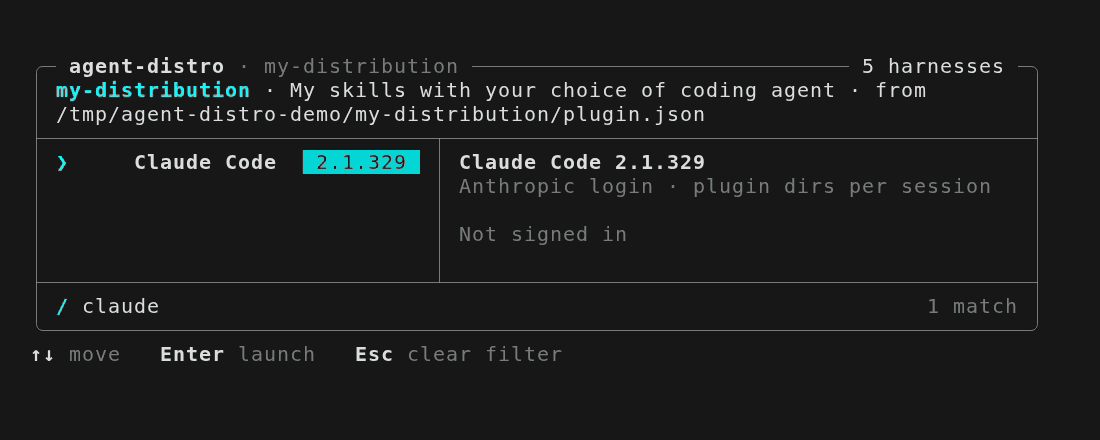 agent-distro · my-distribution 5 harnesses
my-distribution · My skills with your choice of coding agent · from
/tmp/agent-distro-demo/my-distribution/plugin.json
❯ Claude Code 2.1.329
Claude Code 2.1.329
Anthropic login · plugin dirs per session
Not signed in
/ claude 1 match
↑↓ move Enter launch Esc clear filter